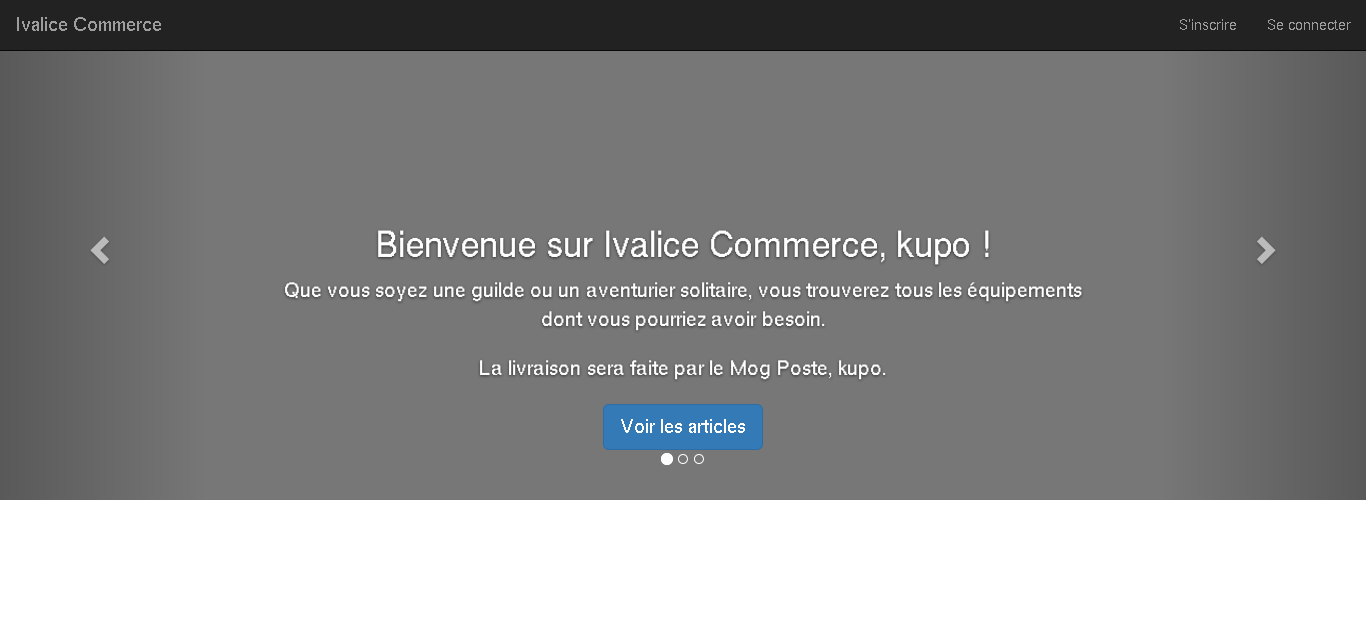 Ivalice Commerce
S'inscrire
Se connecter
Bienvenue sur Ivalice Commerce, kupo !
Que vous soyez une guilde ou un aventurier solitaire, vous trouverez tous les équipements
dont vous pourriez avoir besoin.
La livraison sera faite par le Mog Poste, kupo.
Voir les articles